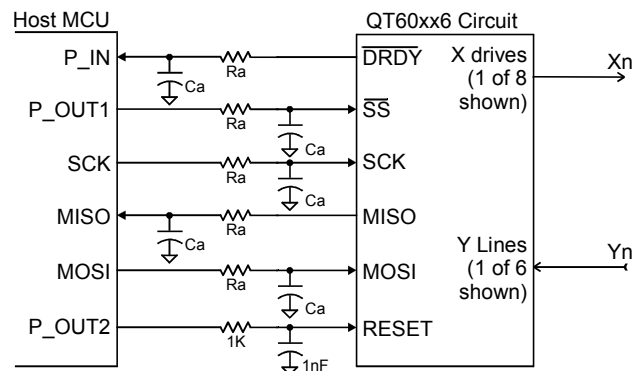 Host MCU
QT60xx6 Circuit
P_IN
Ra
Ca
DRDY
X drives
(1 of 8
shown)
Xn
P_OUT1
Ra
Ca
SS
SCK
Ra
Ca
SCK
MISO
Ra
Ca
MISO
Y Lines
(1 of 6
shown)
Yn
MOSI
Ra
Ca
MOSI
P_OUT2
1K
1nF
RESET